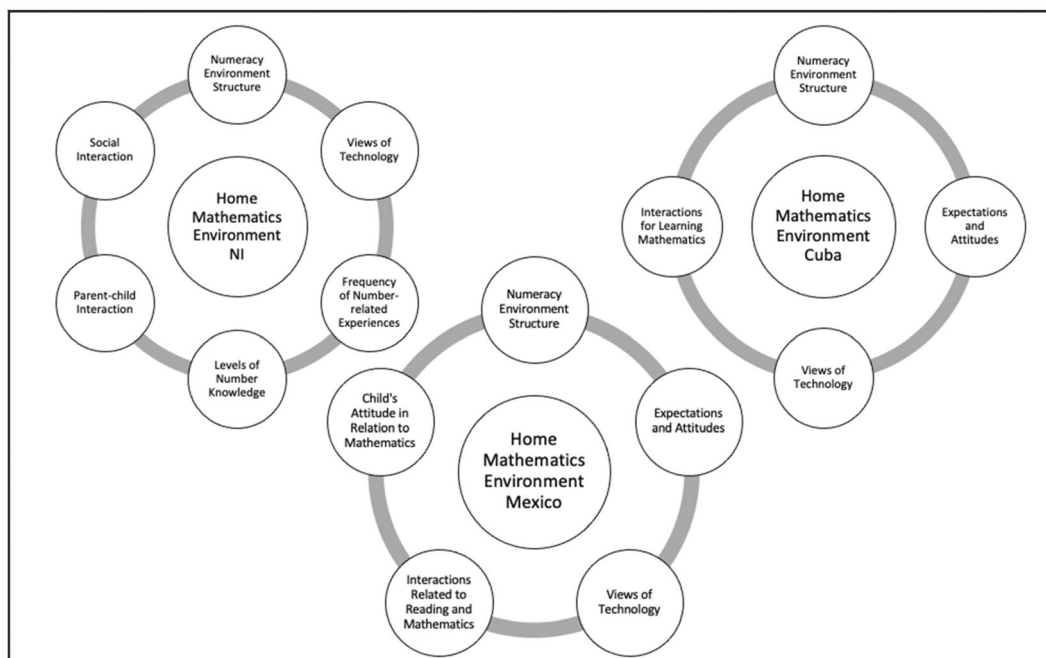 Numeracy
Environment
Structure
Views of
Technology
Frequency
of Number-
related
Experiences
Levels of
Number
Knowledge
Parent-child
Interaction
Social
Interaction
Home
Mathematics
Environment
NI
Numeracy
Environment
Structure
Expectations
and Attitudes
Views of
Technology
Interactions
for Learning
Mathematics
Home
Mathematics
Environment
Cuba
Numeracy
Environment
Structure
Expectations
and Attitudes
Views of
Technology
Interactions
Related to
Reading and
Mathematics
Child's
Attitude in
Relation to
Mathematics
Home
Mathematics
Environment
Mexico